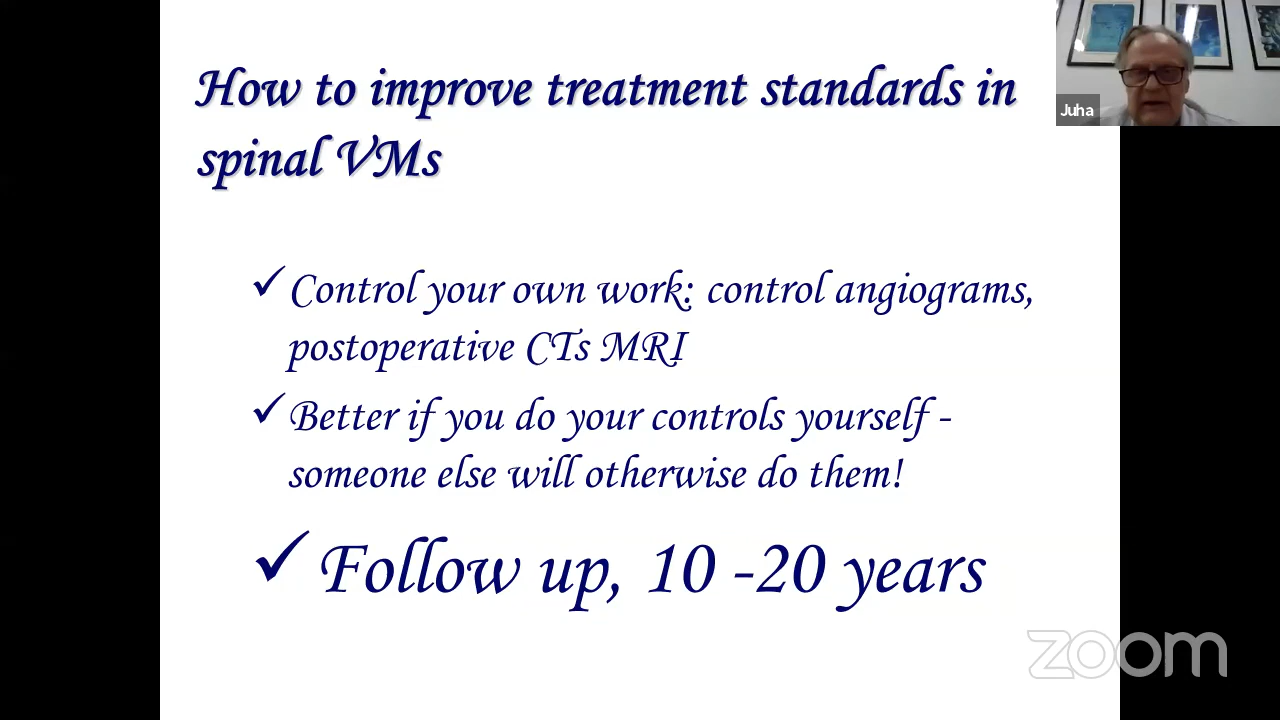 How to improve treatment standards in
spinal VMs
Juha
✓ Control your own work: control angiograms,
postoperative CTs MRI
✓ Better if you do your controls yourself -
someone else will otherwise do them!
✓ Follow up, 10 -20 years
zoom